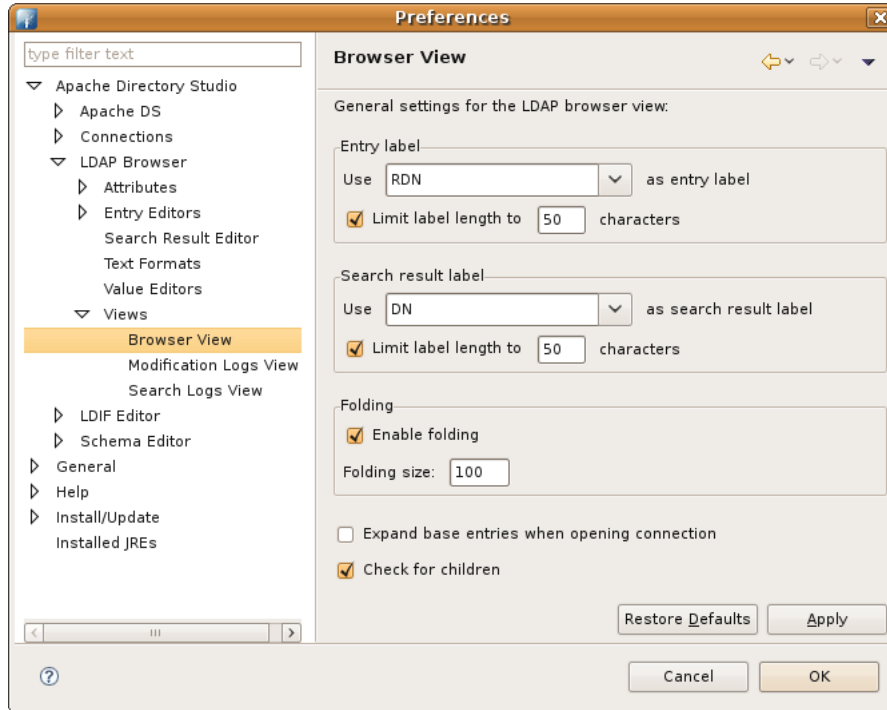 Preferences
type filter text
Apache Directory Studio
Apache DS
Connections
LDAP Browser
Attributes
Entry Editors
Search Result Editor
Text Formats
Value Editors
Views
Browser View
Modification Logs View
Search Logs View
LDIF Editor
Schema Editor
General
Help
Install/Update
Installed JREs
Browser View
General settings for the LDAP browser view:
Entry label
Use RDN as entry label
Limit label length to 50 characters
Search result label
Use DN as search result label
Limit label length to 50 characters
Folding
Enable folding
Folding size: 100
Expand base entries when opening connection
Check for children
Restore Defaults Apply
Cancel OK